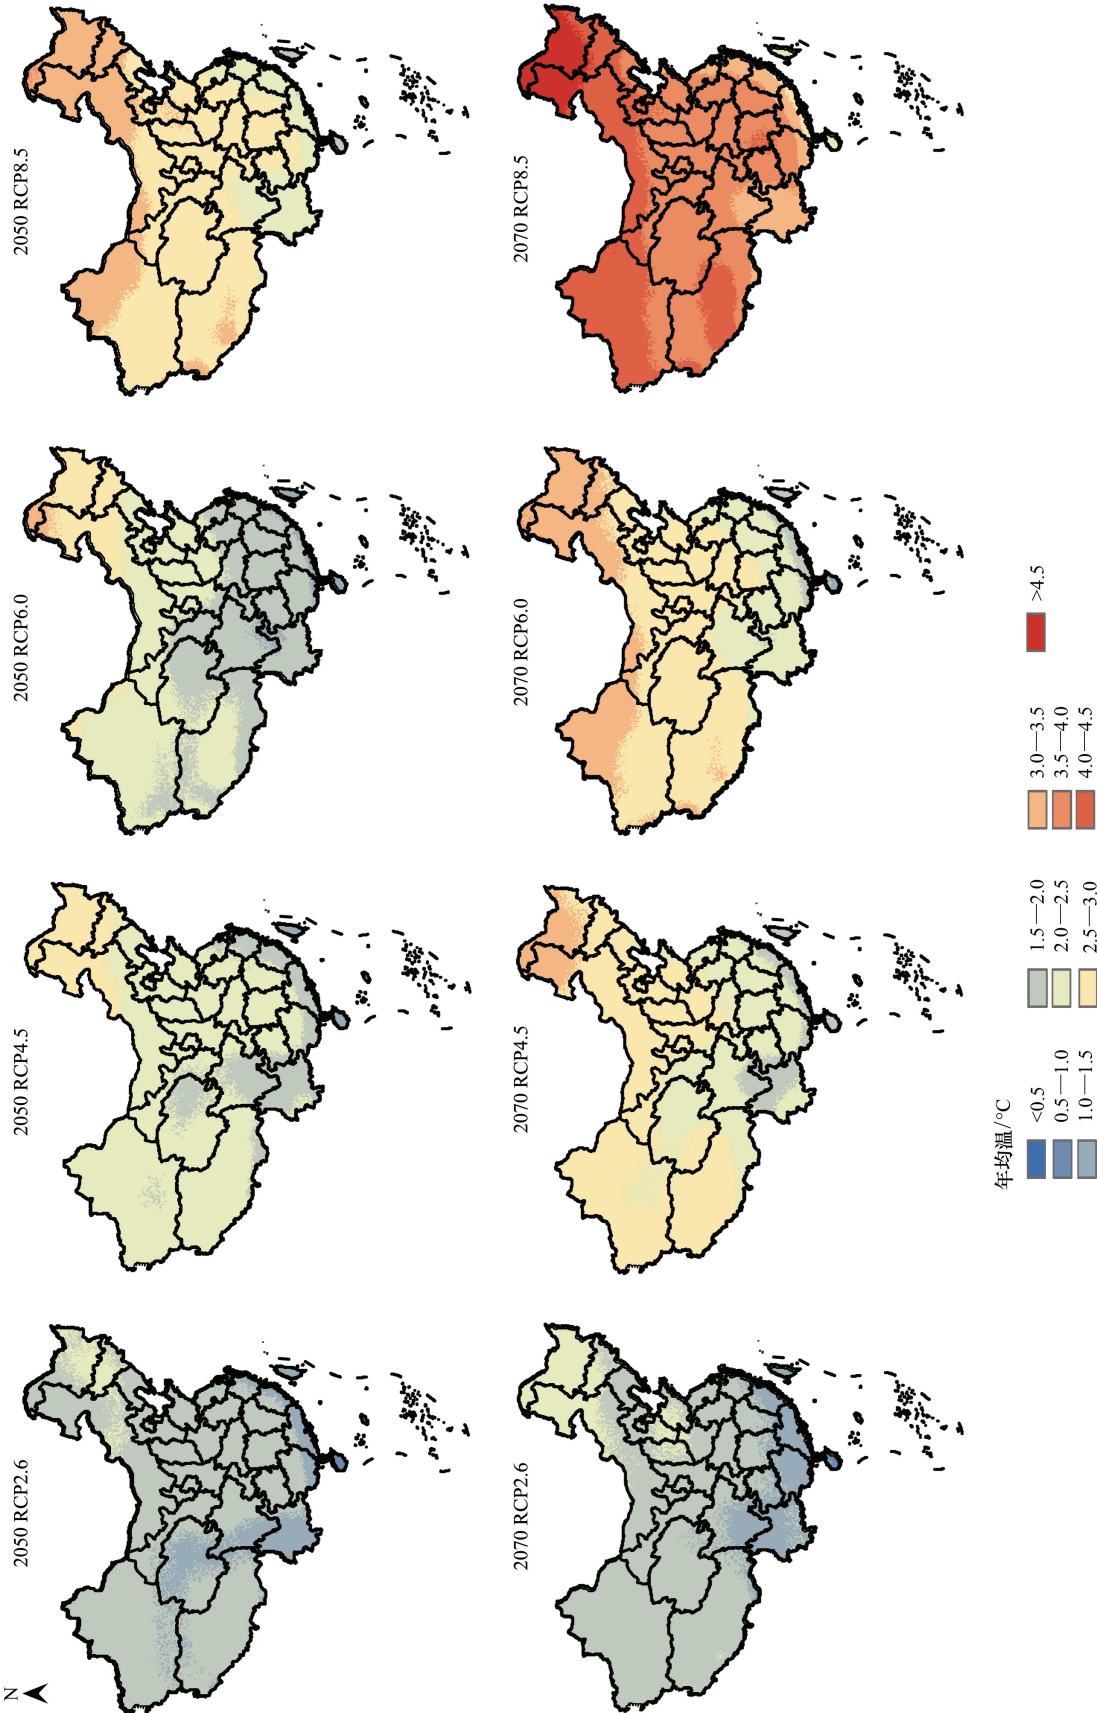 N
2050 RCP2.6
2050 RCP4.5
2050 RCP6.0
2050 RCP8.5
2070 RCP2.6
2070 RCP4.5
2070 RCP6.0
2070 RCP8.5
年均温/°C
<0.5
0.5—1.0
1.0—1.5
1.5—2.0
2.0—2.5
2.5—3.0
3.0—3.5
3.5—4.0
4.0—4.5
>4.5